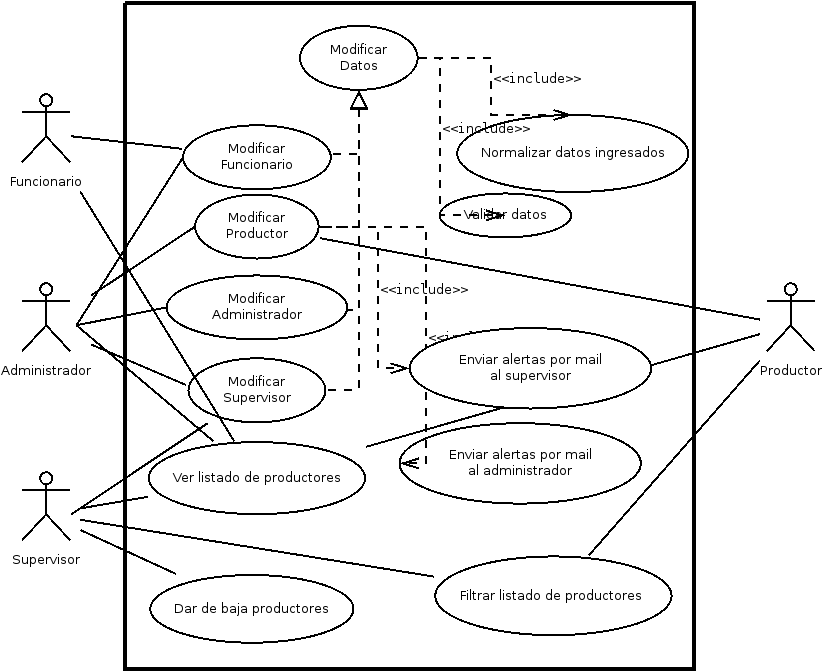 Modificar
Datos
<<include>>
<<include>>
Funcionario
Modificar
Funcionario
Normalizar datos ingresados
Modificar
Productor
Validar datos
Modificar
Administrador
<<include>>
Administrador
Productor
Modificar
Supervisor
Enviar alertas por mail
al supervisor
Ver listado de productores
Enviar alertas por mail
al administrador
Supervisor
Dar de baja productores
Filtrar listado de productores